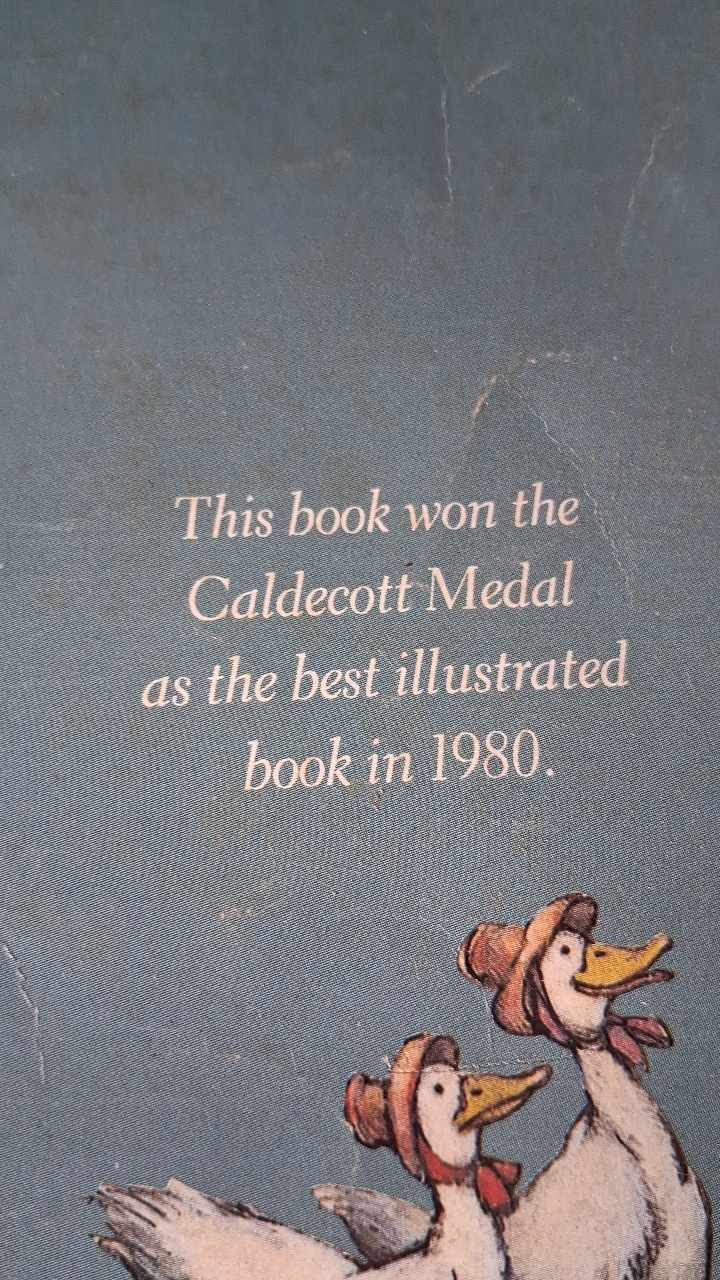 This book won the
Caldecott Medal
as the best illustrated
book in 1980.